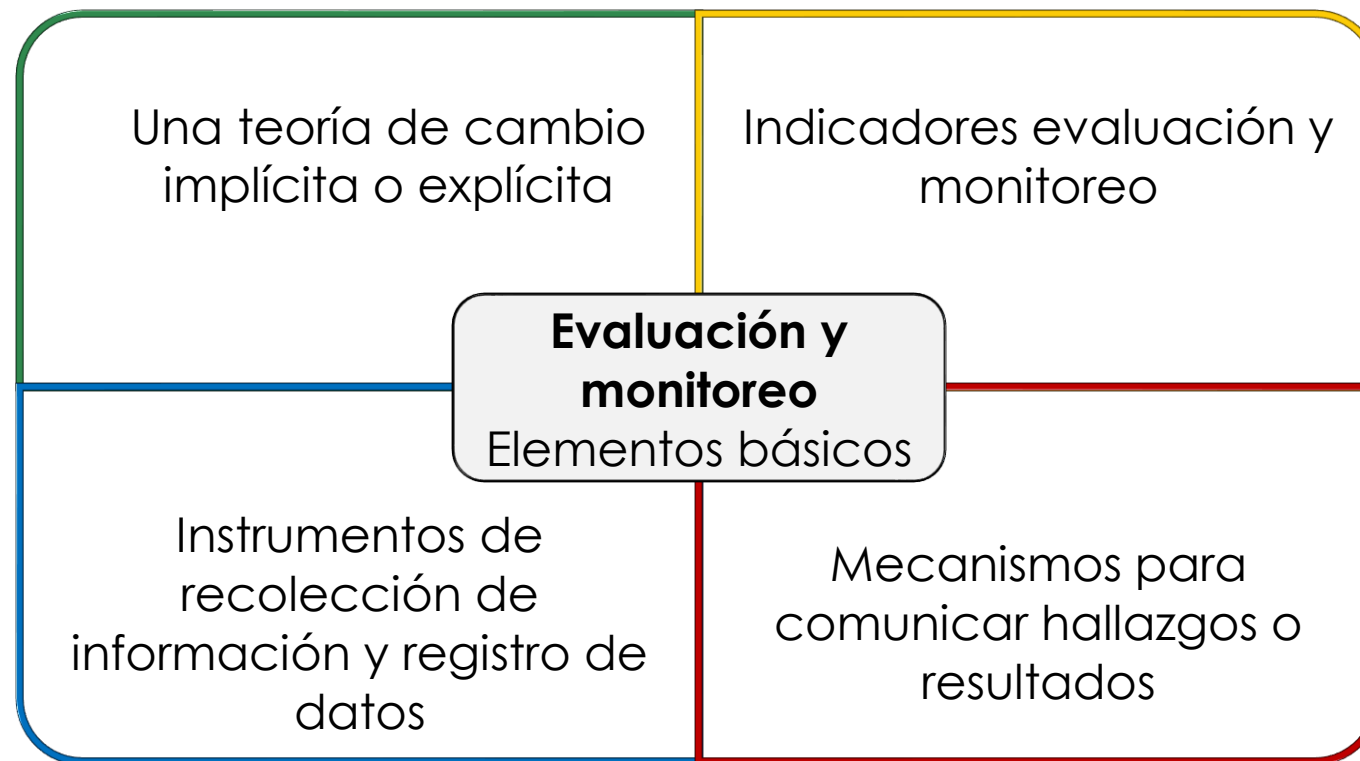 Una teoría de cambio
implícita o explícita
Indicadores evaluación y
monitoreo
Evaluación y
monitoreo
Elementos básicos
Instrumentos de
recolección de
información y registro de
datos
Mecanismos para
comunicar hallazgos o
resultados